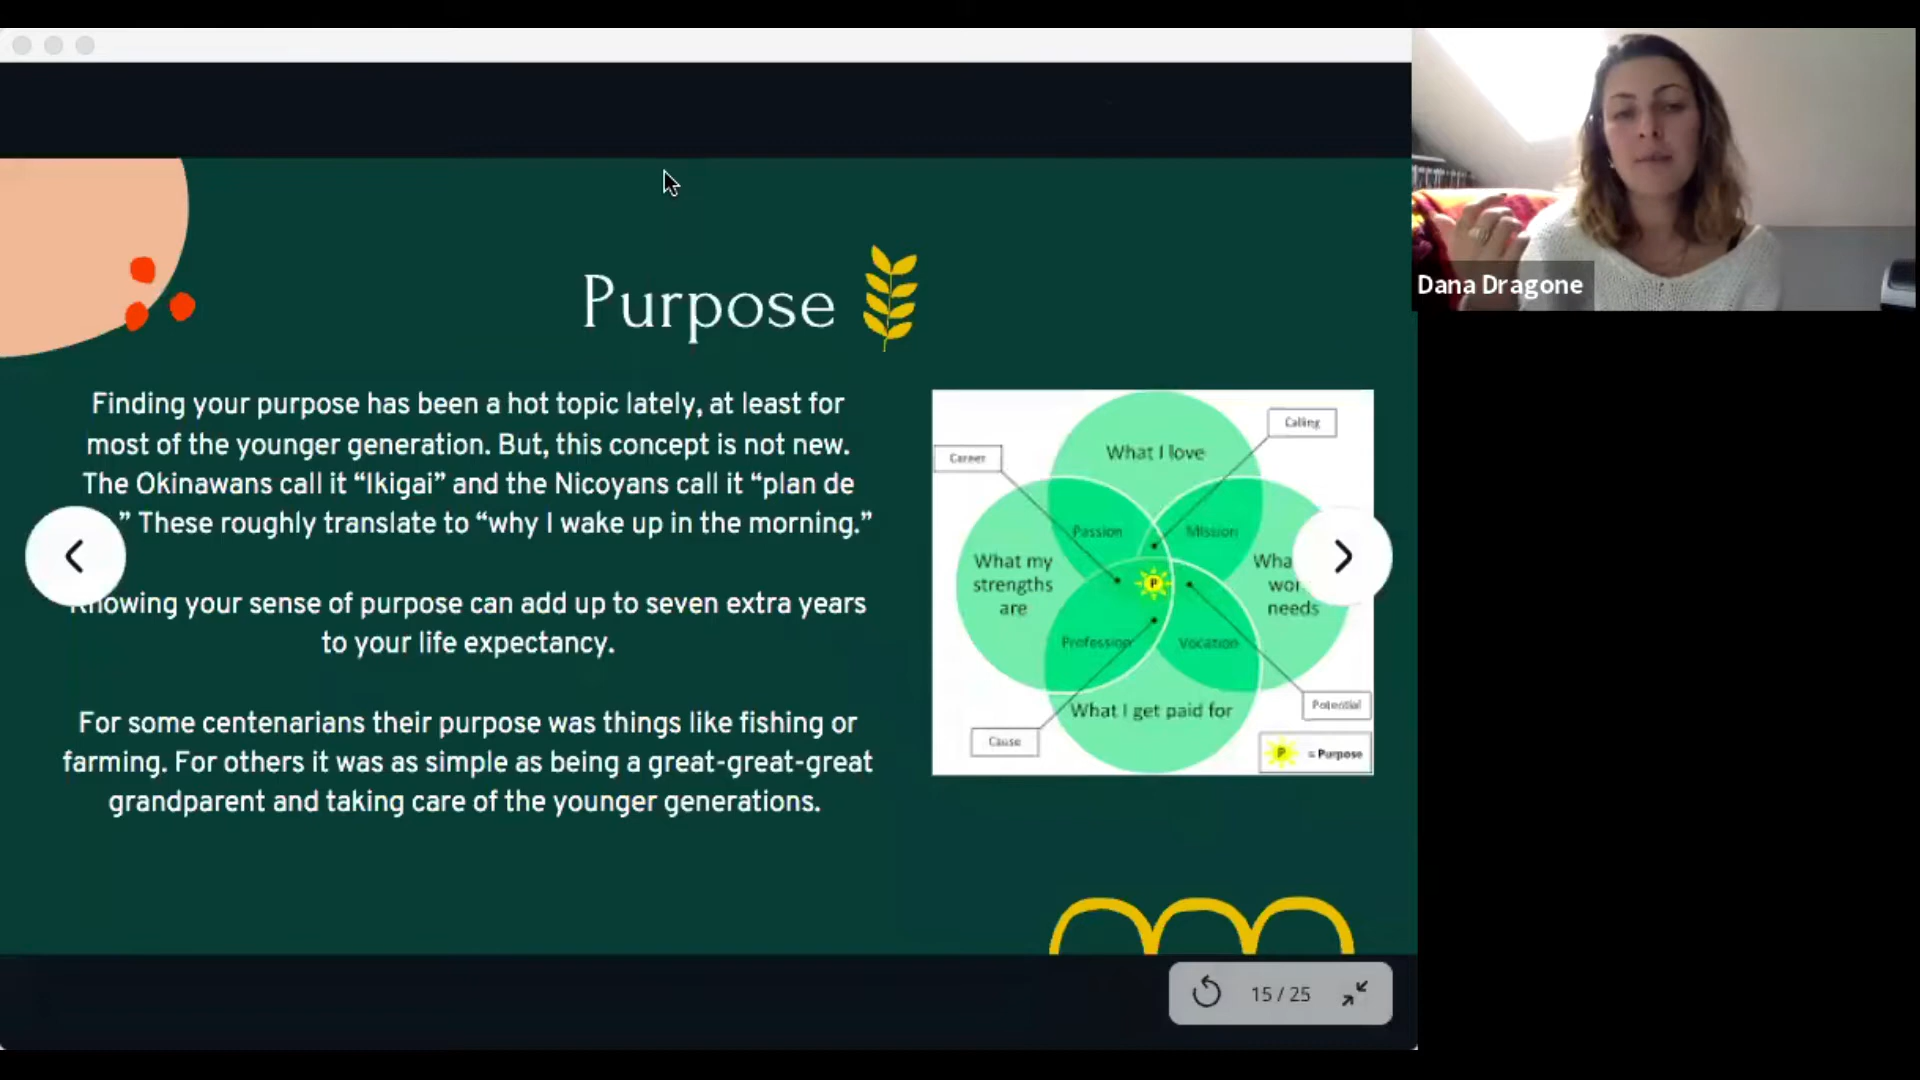 Dana Dragone
Purpose
Finding your purpose has been a hot topic lately, at least for
most of the younger generation. But, this concept is not new.
The Okinawans call it “Ikigai” and the Nicoyans call it “plan de
” These roughly translate to “why I wake up in the morning.”
Knowing your sense of purpose can add up to seven extra years
to your life expectancy.
For some centenarians their purpose was things like fishing or
farming. For others it was as simple as being a great-great-great
grandparent and taking care of the younger generations.
Calling
What I love
Career
Passion
Mission
What my
strengths
are
P
needs
Profession
Vocation
What I get paid for
Potential
Cause
P = Purpose
15 / 25